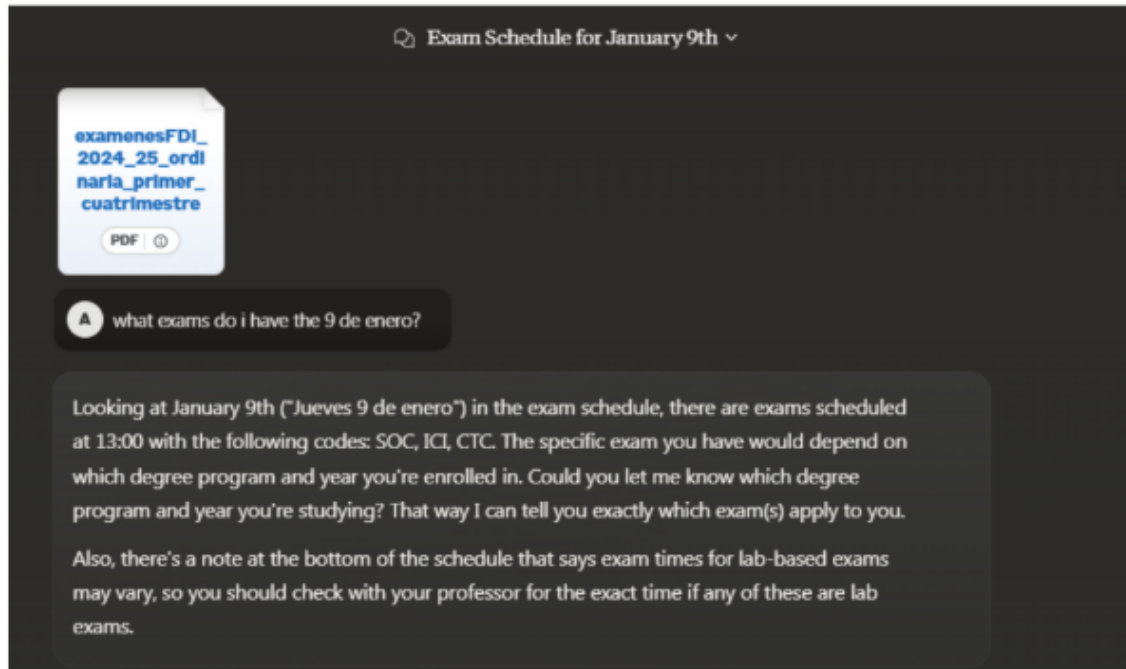 Exam Schedule for January 9th
examenesFDI_
2024_25_ordi
naria_primer_
cuatrimestre
PDF
A what exams do i have the 9 de enero?
Looking at January 9th ("Jueves 9 de enero") in the exam schedule, there are exams scheduled
at 13:00 with the following codes: SOC, ICI, CTC. The specific exam you have would depend on
which degree program and year you're enrolled in. Could you let me know which degree
program and year you're studying? That way I can tell you exactly which exam(s) apply to you.
Also, there's a note at the bottom of the schedule that says exam times for lab-based exams
may vary, so you should check with your professor for the exact time if any of these are lab
exams.